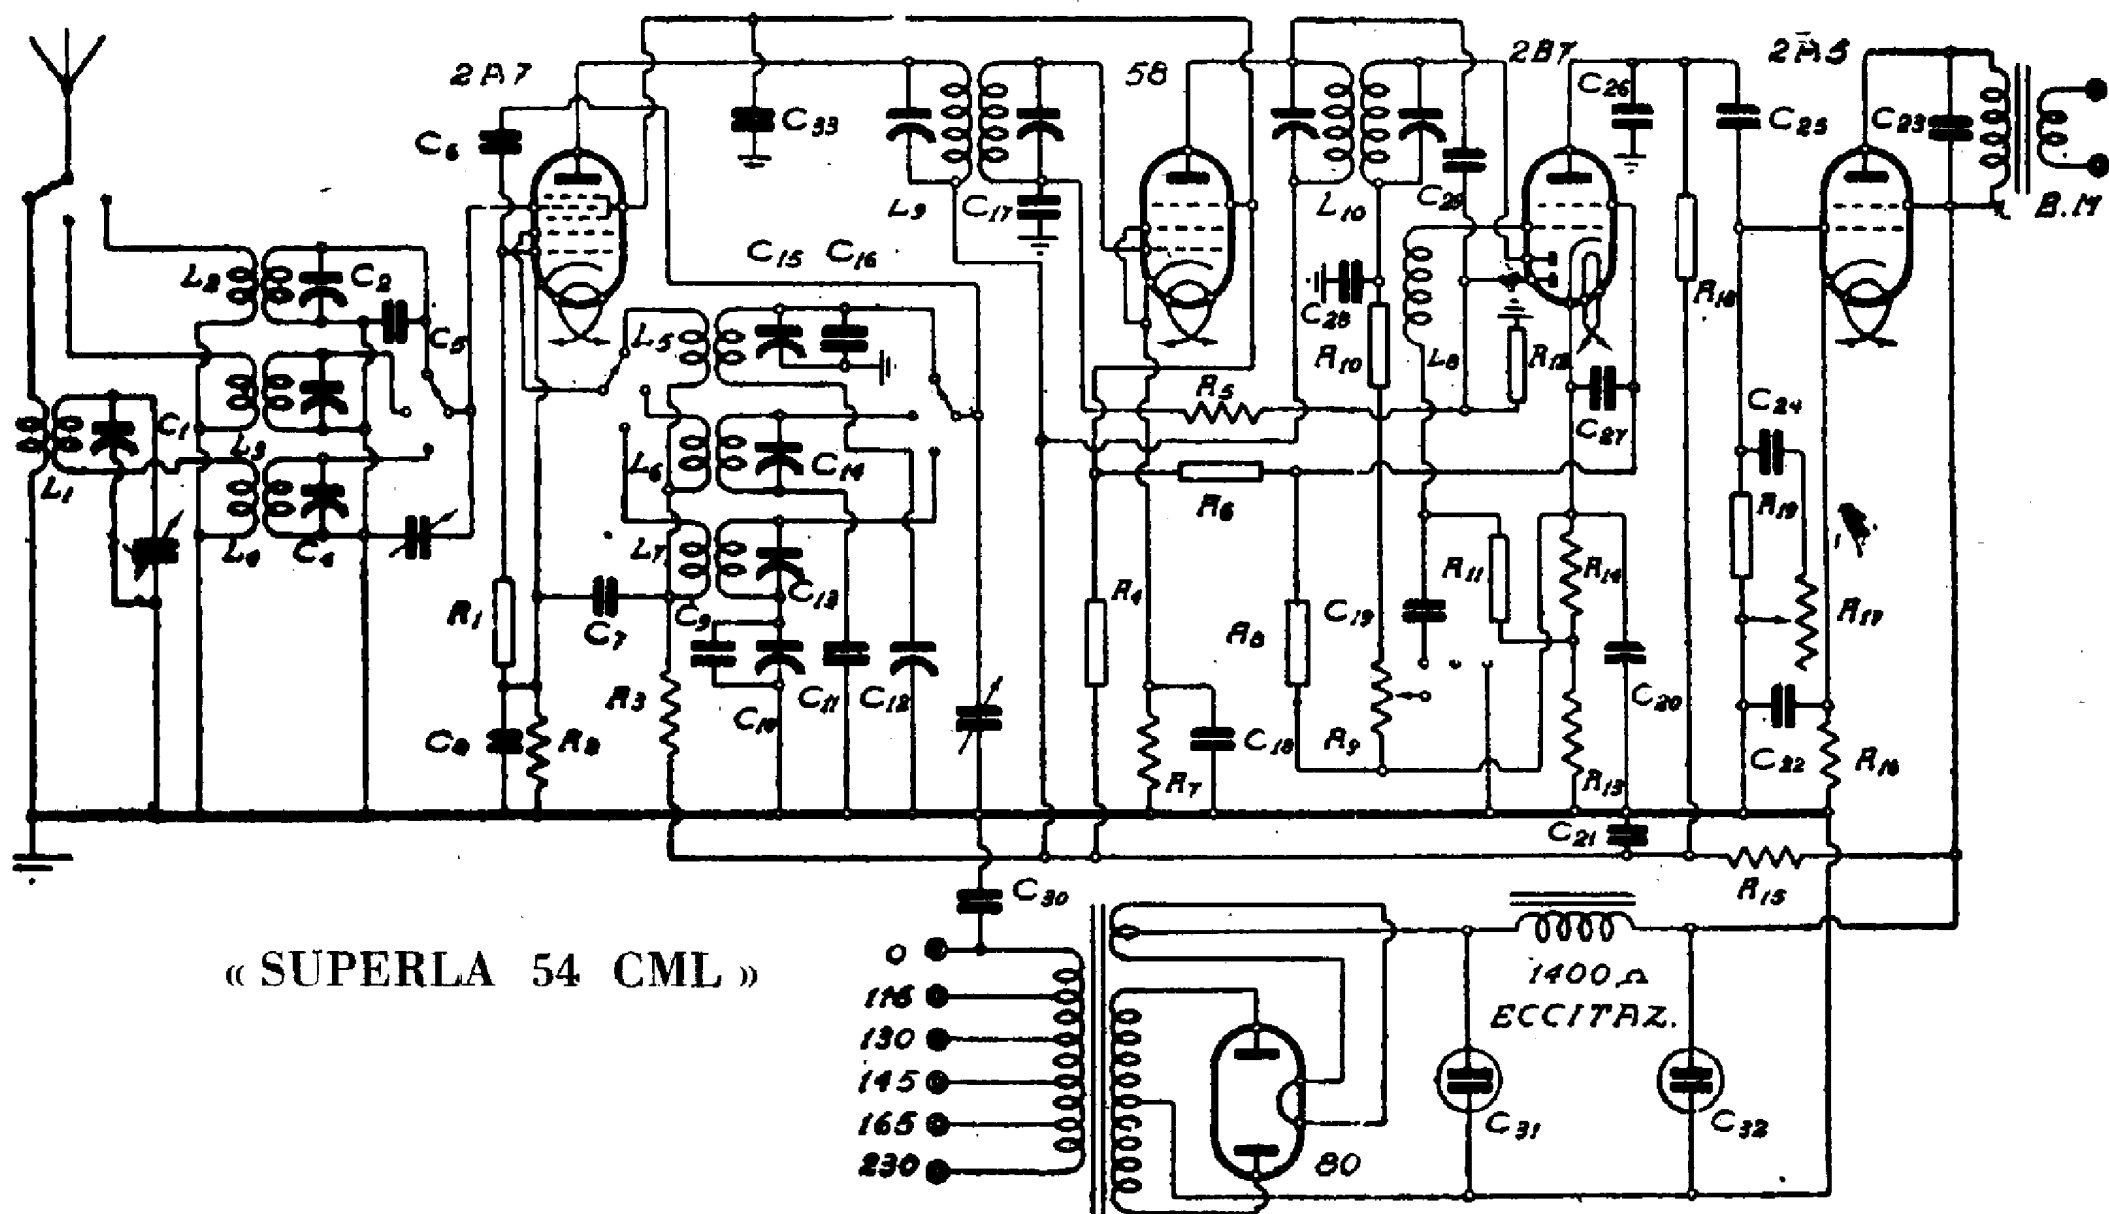 2A7
58
2B7
2A5
C6
C33
C26
C25
C23
L9
C17
L10
C29
B.M
L2
C2
C15 C16
C5
L5
C28
R10
L8
R12
R18
R5
C27
C24
C1
L3
L6
C14
R6
R19
L1
L4
C4
L7
R4
R11
R14
C13
C9
C19
R17
R1
C7
R8
R3
C10
C11
C12
C18
R9
C20
C8
R2
R7
R13
C22
R16
C21
C30
R15
« SUPERLA 54 CML »
0
130
145
165
230
1400 Ω
ECCITAZ.
C31
C32
80